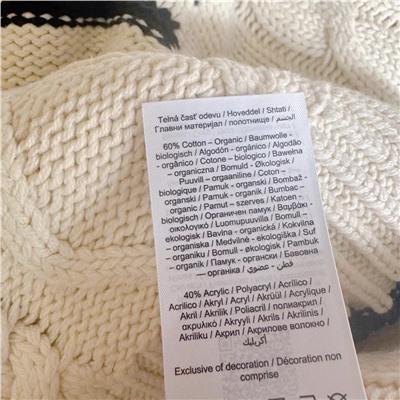 Telná časť odevu / Hoveddel / Shtati /
Главни материјал / полотнище / الجسم
60% Cotton – Organic / Baumwolle -
biologisch / Algodón - orgánico / Algodão
- orgânico / Cotone – biologico / Bawełna
- organiczna / Bomuld – Økologisk /
Puuvill – orgaaniline / Coton –
biologique / Pamuk - organski / Bombaž -
organski / Pamuk - organik / Bumbac –
organic / Pamut – szerves / Katoen -
biologisch / Органичен памук / Βαμβάκι -
οικολογικό / Luomupuuvilla / Bomull –
ekologisk / Bavlna - organická / Kokvilna
– organiska / Medvilnė - ekologiška / Suf
– organik / Bomull – økologisk / Pambuk
– organik / Памук - органски / Бавовна
— органіка / قطن - عضوي
40% Acrylic / Polyacryl / Acrílico /
Acrilico / Akryl / Acryl / Akrüül / Acrylique /
Akril / Akrilik / Poliacril / полиакрил /
ακρυλικό / Akryyli / Akrils / Akrilinis /
Akriliku / Акрил / Акрилове волокно /
أكريليك
Exclusive of decoration / Décoration non
comprise